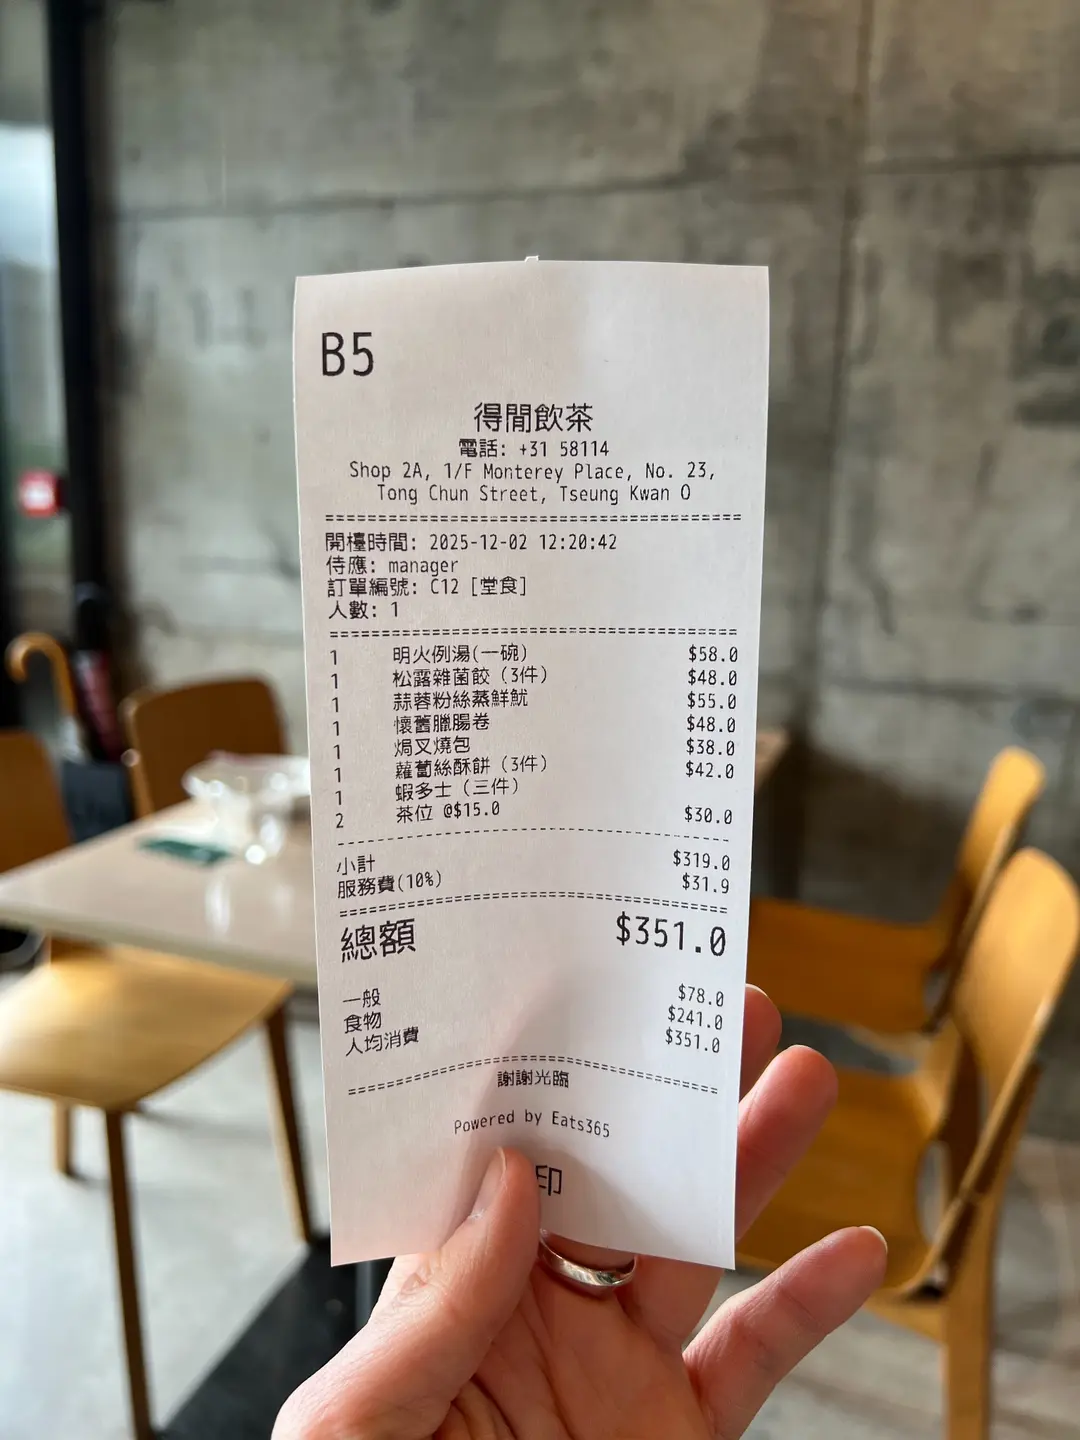 B5
得閒飲茶
電話: +31 58114
Shop 2A, 1/F Monterey Place, No. 23,
Tong Chun Street, Tseung Kwan O
開檯時間: 2025-12-02 12:20:42
侍應: manager
訂單編號: C12 [堂食]
人數: 1
1 明火例湯(一碗) $58.0
1 松露雜菌餃 (3件) $48.0
1 蒜蓉粉絲蒸鮮魷 $55.0
1 懷舊臘腸卷 $48.0
1 焗叉燒包 $38.0
1 蘿蔔絲酥餅 (3件) $42.0
1 蝦多士 (三件)
2 茶位 @$15.0 $30.0
小計 $319.0
服務費(10%) $31.9
總額 $351.0
一般 $78.0
食物 $241.0
人均消費 $351.0
謝謝光臨
Powered by Eats365
印